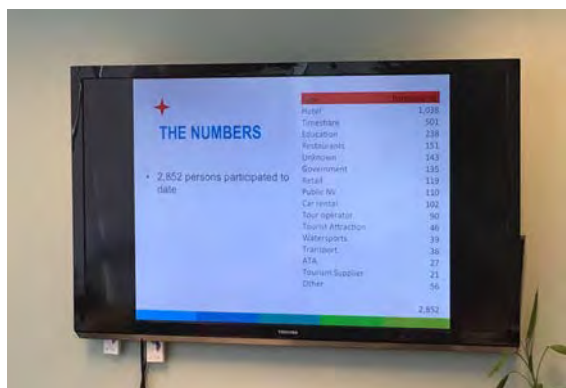 THE NUMBERS
• 2,852 persons participated to
date
Hotel 1,038
Timeshare 501
Education 238
Restaurants 151
Unknown 143
Government 135
Retail 119
Public NV 110
Car rental 102
Tour operator 90
Tourist Attraction 46
Watersports 39
Transport 36
ATA 27
Tourism Supplier 21
Other 56
2,852
TOSHIBA